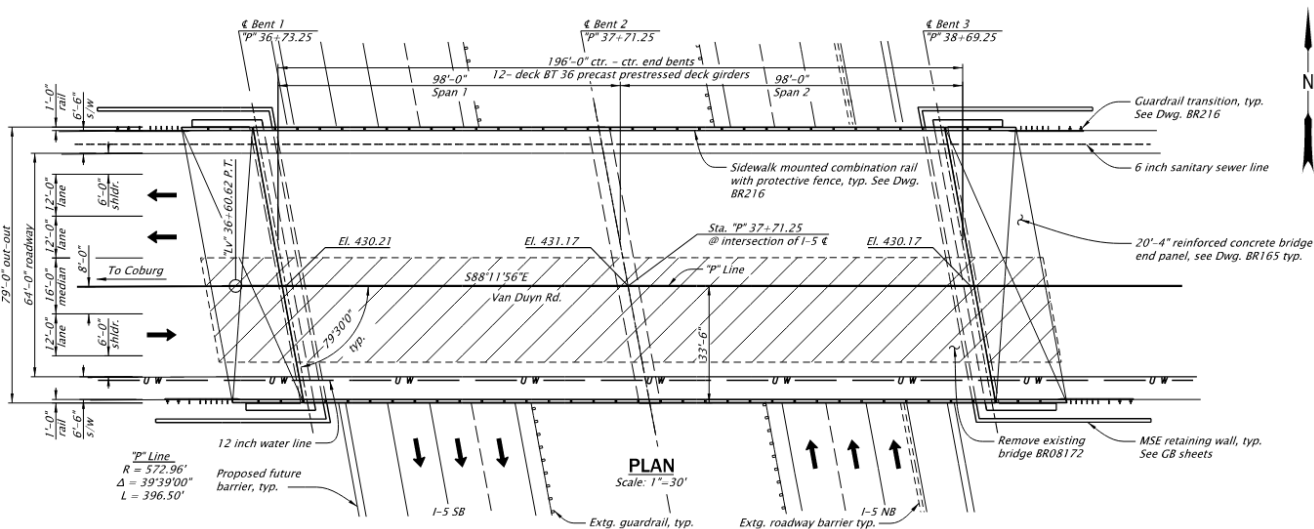 ℄ Bent 1
"P" 36+73.25
℄ Bent 2
"P" 37+71.25
℄ Bent 3
"P" 38+69.25
196'-0" ctr. – ctr. end bents
12- deck BT 36 precast prestressed deck girders
98'-0"
Span 1
98'-0"
Span 2
N
1'-0"
rail
6'-6"
s/w
Guardrail transition, typ.
See Dwg. BR216
6 inch sanitary sewer line
Sidewalk mounted combination rail
with protective fence, typ. See Dwg.
BR216
"Lv" 36+60.62 P.T.
79'-0" out-out
64'-0" roadway
12'-0"
lane
6'-0"
shldr.
12'-0"
lane
8'-0"
16'-0"
median
12'-0"
lane
6'-0"
shldr.
El. 430.21
El. 431.17
Sta. "P" 37+71.25
@ intersection of I-5 ℄
El. 430.17
20'-4" reinforced concrete bridge
end panel, see Dwg. BR165 typ.
To Coburg
S88°11'56"E
"P" Line
Van Duyn Rd.
79°30'0"
typ.
33'-6"
U W U W U W U W U W U W U W U W U W
1'-0"
rail
6'-6"
s/w
12 inch water line
Remove existing
bridge BR08172
MSE retaining wall, typ.
See GB sheets
"P" Line
R = 572.96'
Δ = 39°39'00"
L = 396.50'
Proposed future
barrier, typ.
PLAN
Scale: 1"=30'
I-5 SB
Extg. guardrail, typ.
Extg. roadway barrier typ.
I-5 NB